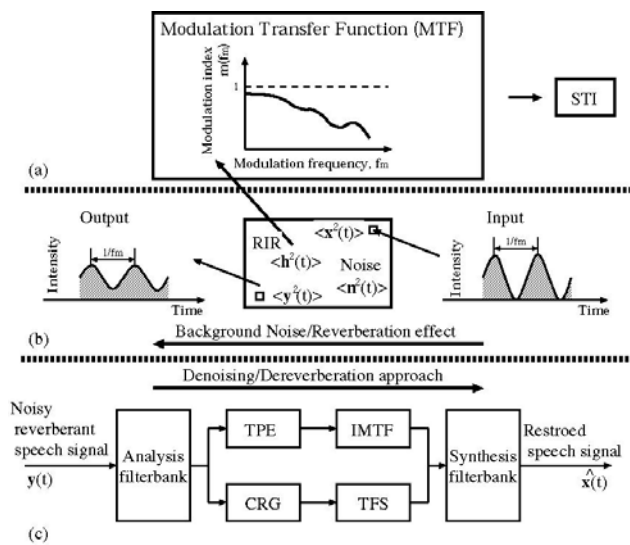 Modulation Transfer Function (MTF)
Modulation index
m(fm)
1
Modulation frequency, fm
STI
(a)
Output
1/fm
Intensity
Time
RIR
<x²(t)>
<h²(t)>
Noise
<n²(t)>
<y²(t)>
Input
1/fm
Intensity
Time
(b)
Background Noise/Reverberation effect
Denoising/Dereverberation approach
Noisy
reverberant
speech signal
y(t)
Analysis
filterbank
TPE
IMTF
CRG
TFS
Synthesis
filterbank
Restroed
speech signal
x̂(t)
(c)